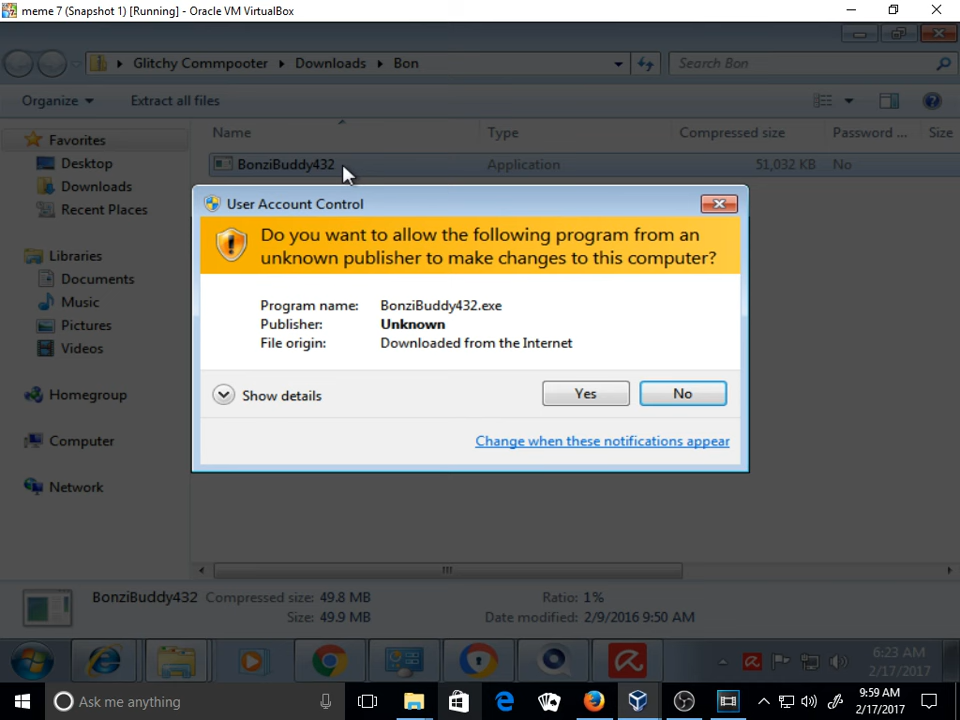 meme 7 (Snapshot 1) [Running] - Oracle VM VirtualBox
Glitchy Commpooter Downloads Bon
Search Bon
Organize Extract all files
Name Type Compressed size Password ... Size
BonziBuddy432 Application 51,032 KB No
Favorites
Desktop
Downloads
Recent Places
Libraries
Documents
Music
Pictures
Videos
Homegroup
Computer
Network
User Account Control
Do you want to allow the following program from an
unknown publisher to make changes to this computer?
Program name: BonziBuddy432.exe
Publisher: Unknown
File origin: Downloaded from the Internet
Show details
Yes No
Change when these notifications appear
BonziBuddy432 Compressed size: 49.8 MB Ratio: 1%
Size: 49.9 MB Date modified: 2/9/2016 9:50 AM
6:23 AM
2/17/2017
Ask me anything
9:59 AM
2/17/2017